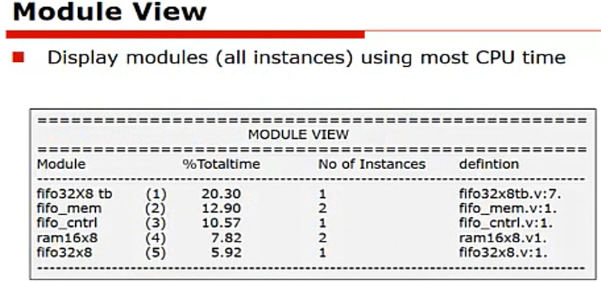 Module View
Display modules (all instances) using most CPU time
==================================================
MODULE VIEW
==================================================
Module %Totaltime No of Instances defintion
--------------------------------------------------
fifo32X8 tb (1) 20.30 1 fifo32x8tb.v:7.
fifo_mem (2) 12.90 2 fifo_mem.v:1.
fifo_cntrl (3) 10.57 1 fifo_cntrl.v:1.
ram16x8 (4) 7.82 2 ram16x8.v1.
fifo32x8 (5) 5.92 1 fifo32x8.v:1.
--------------------------------------------------